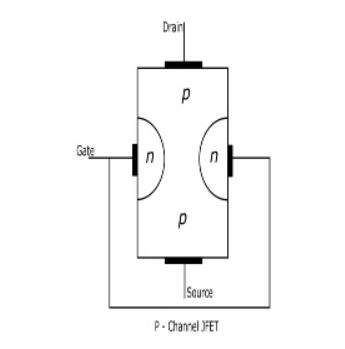 Drain
p
Gate
n
n
p
Source
P - Channel JFET